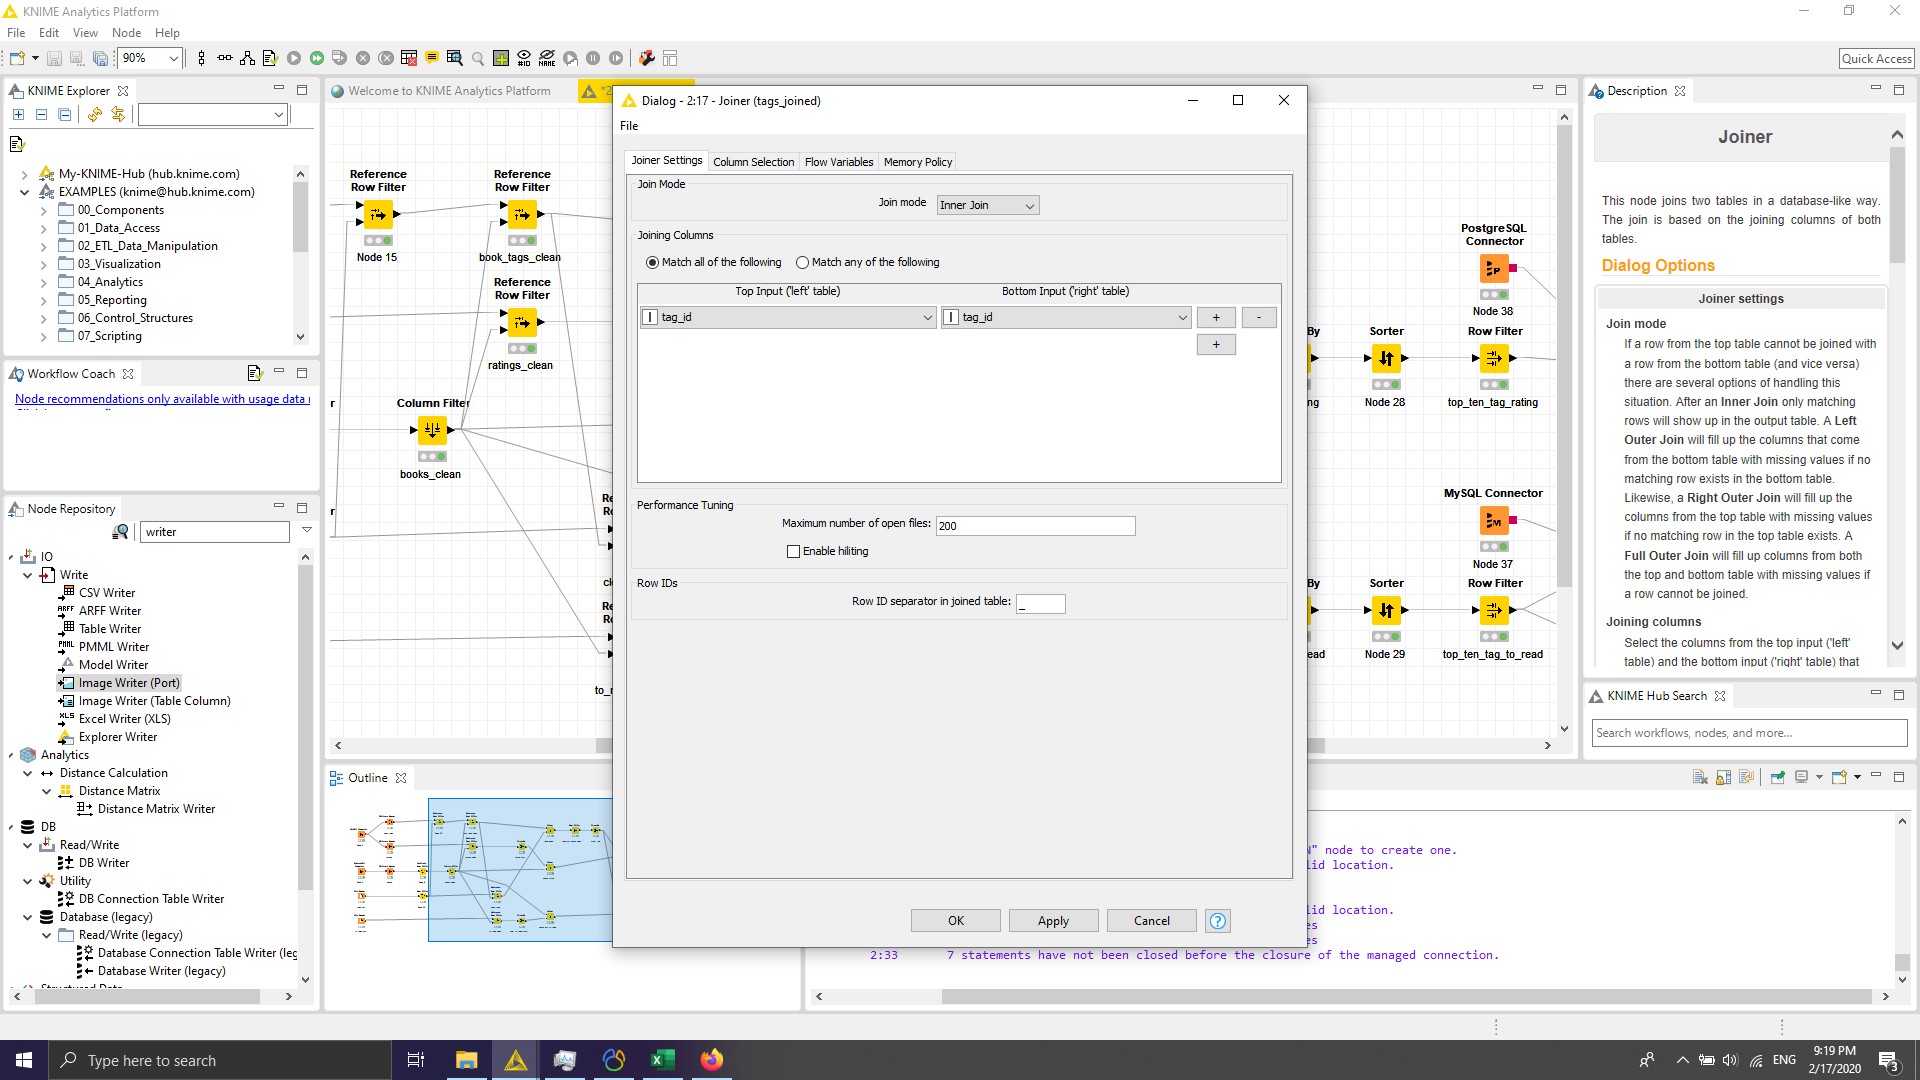 KNIME Analytics Platform
File Edit View Node Help
90%
Quick Access
KNIME Explorer
My-KNIME-Hub (hub.knime.com)
EXAMPLES (knime@hub.knime.com)
00_Components
01_Data_Access
02_ETL_Data_Manipulation
03_Visualization
04_Analytics
05_Reporting
06_Control_Structures
07_Scripting
Workflow Coach
Node recommendations only available with usage data
Node Repository
writer
IO
Write
CSV Writer
ARFF Writer
Table Writer
PMML Writer
Model Writer
Image Writer (Port)
Image Writer (Table Column)
Excel Writer (XLS)
Explorer Writer
Analytics
Distance Calculation
Distance Matrix
Distance Matrix Writer
DB
Read/Write
DB Writer
Utility
DB Connection Table Writer
Database (legacy)
Read/Write (legacy)
Database Connection Table Writer (leg
Database Writer (legacy)
Welcome to KNIME Analytics Platform
*2
Reference
Row Filter
Node 15
Reference
Row Filter
book_tags_clean
Reference
Row Filter
ratings_clean
Column Filter
books_clean
Outline
Dialog - 2:17 - Joiner (tags_joined)
File
Joiner Settings Column Selection Flow Variables Memory Policy
Join Mode
Join mode Inner Join
Joining Columns
Match all of the following Match any of the following
Top Input ('left' table) Bottom Input ('right' table)
I tag_id I tag_id + -
+
Performance Tuning
Maximum number of open files: 200
Enable hiliting
Row IDs
Row ID separator in joined table: _
OK Apply Cancel ?
PostgreSQL
Connector
Node 38
By Sorter Row Filter
ng Node 28 top_ten_tag_rating
MySQL Connector
Node 37
By Sorter Row Filter
ead Node 29 top_ten_tag_to_read
Description
Joiner
This node joins two tables in a database-like way.
The join is based on the joining columns of both
tables.
Dialog Options
Joiner settings
Join mode
If a row from the top table cannot be joined with
a row from the bottom table (and vice versa)
there are several options of handling this
situation. After an Inner Join only matching
rows will show up in the output table. A Left
Outer Join will fill up the columns that come
from the bottom table with missing values if no
matching row exists in the bottom table.
Likewise, a Right Outer Join will fill up the
columns from the top table with missing values
if no matching row in the top table exists. A
Full Outer Join will fill up columns from both
the top and bottom table with missing values if
a row cannot be joined.
Joining columns
Select the columns from the top input ('left'
table) and the bottom input ('right' table) that
KNIME Hub Search
Search workflows, nodes, and more...
" node to create one.
lid location.
lid location.
es
es
2:33 7 statements have not been closed before the closure of the managed connection.
Type here to search
ENG
9:19 PM
2/17/2020
3